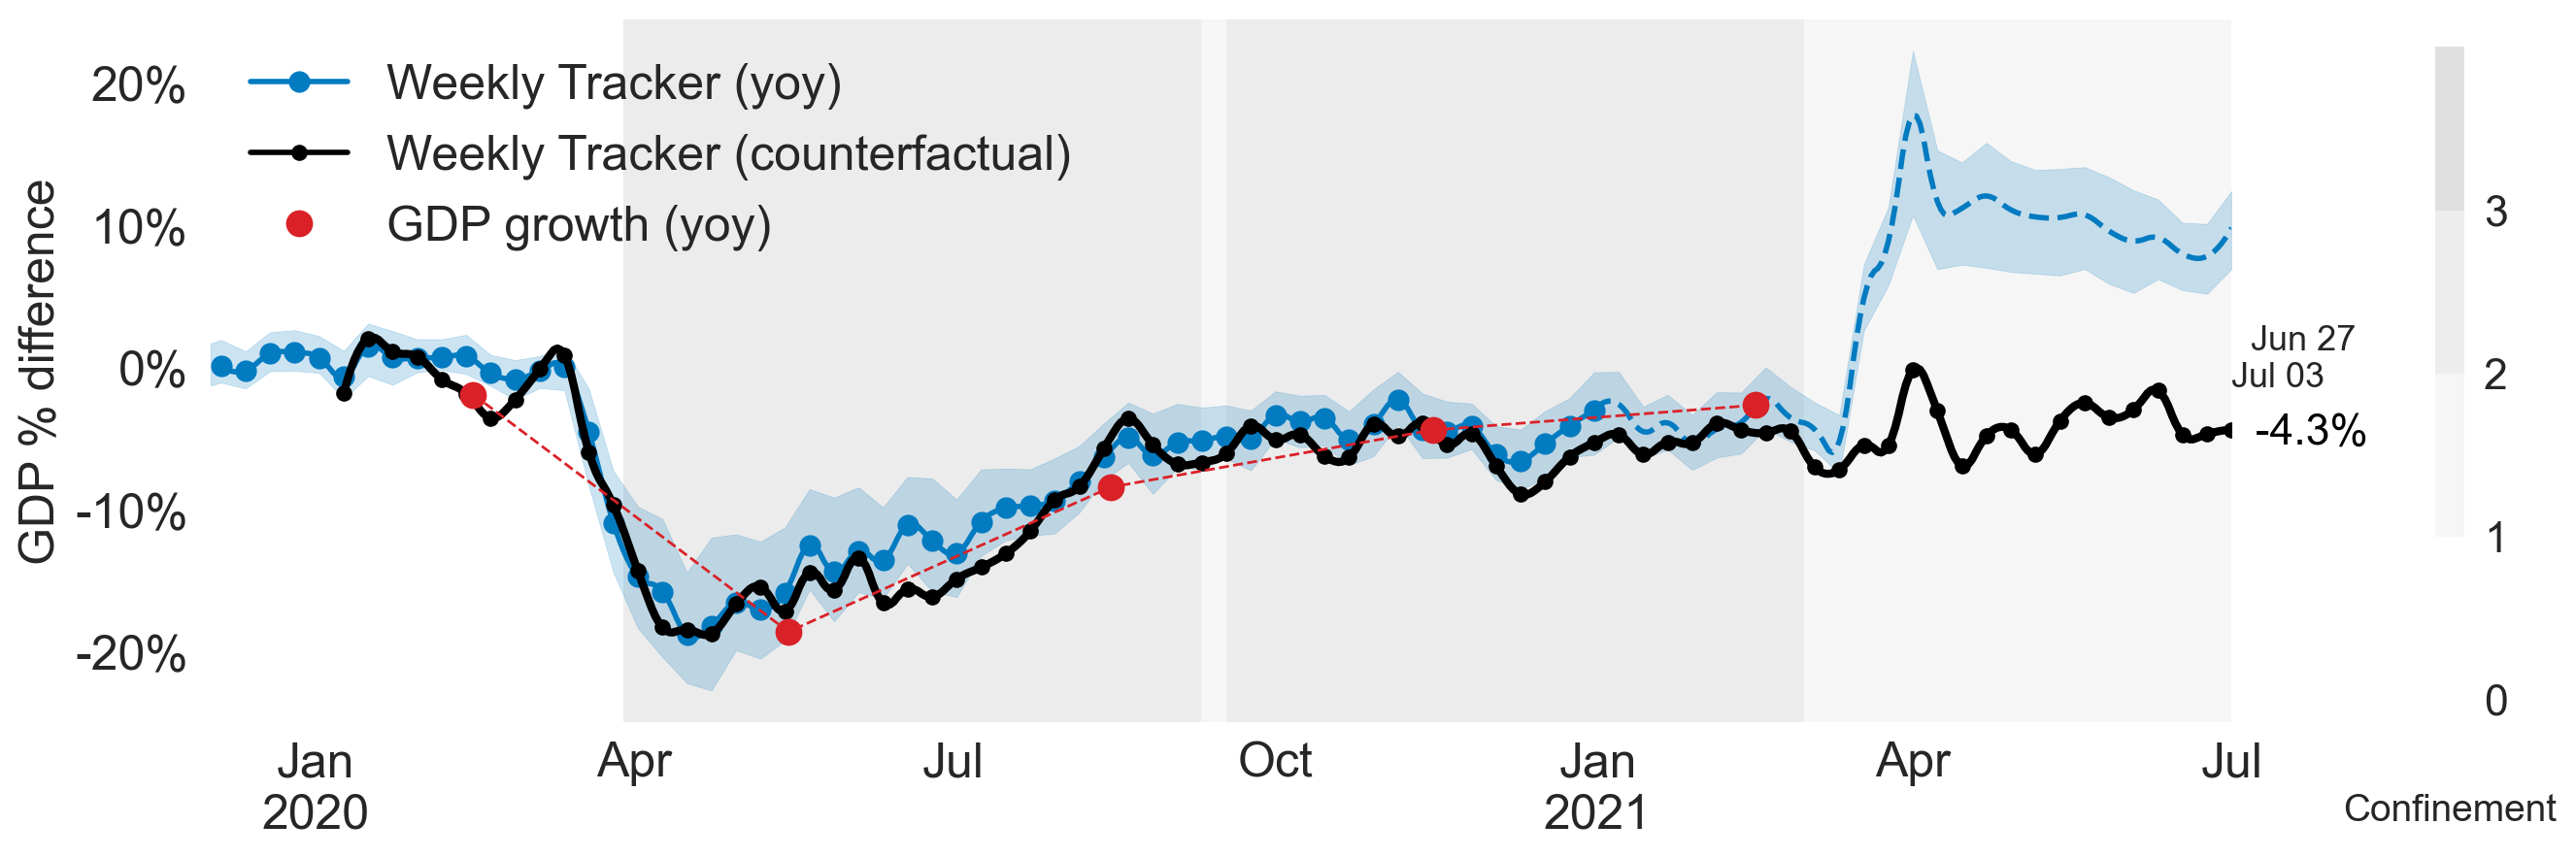 Weekly Tracker (yoy)
Weekly Tracker (counterfactual)
GDP growth (yoy)
GDP % difference
20%
10%
0%
-10%
-20%
Jan
2020
Apr
Jul
Oct
Jan
2021
Apr
Jul
Jun 27
Jul 03
-4.3%
3
2
1
0
Confinement